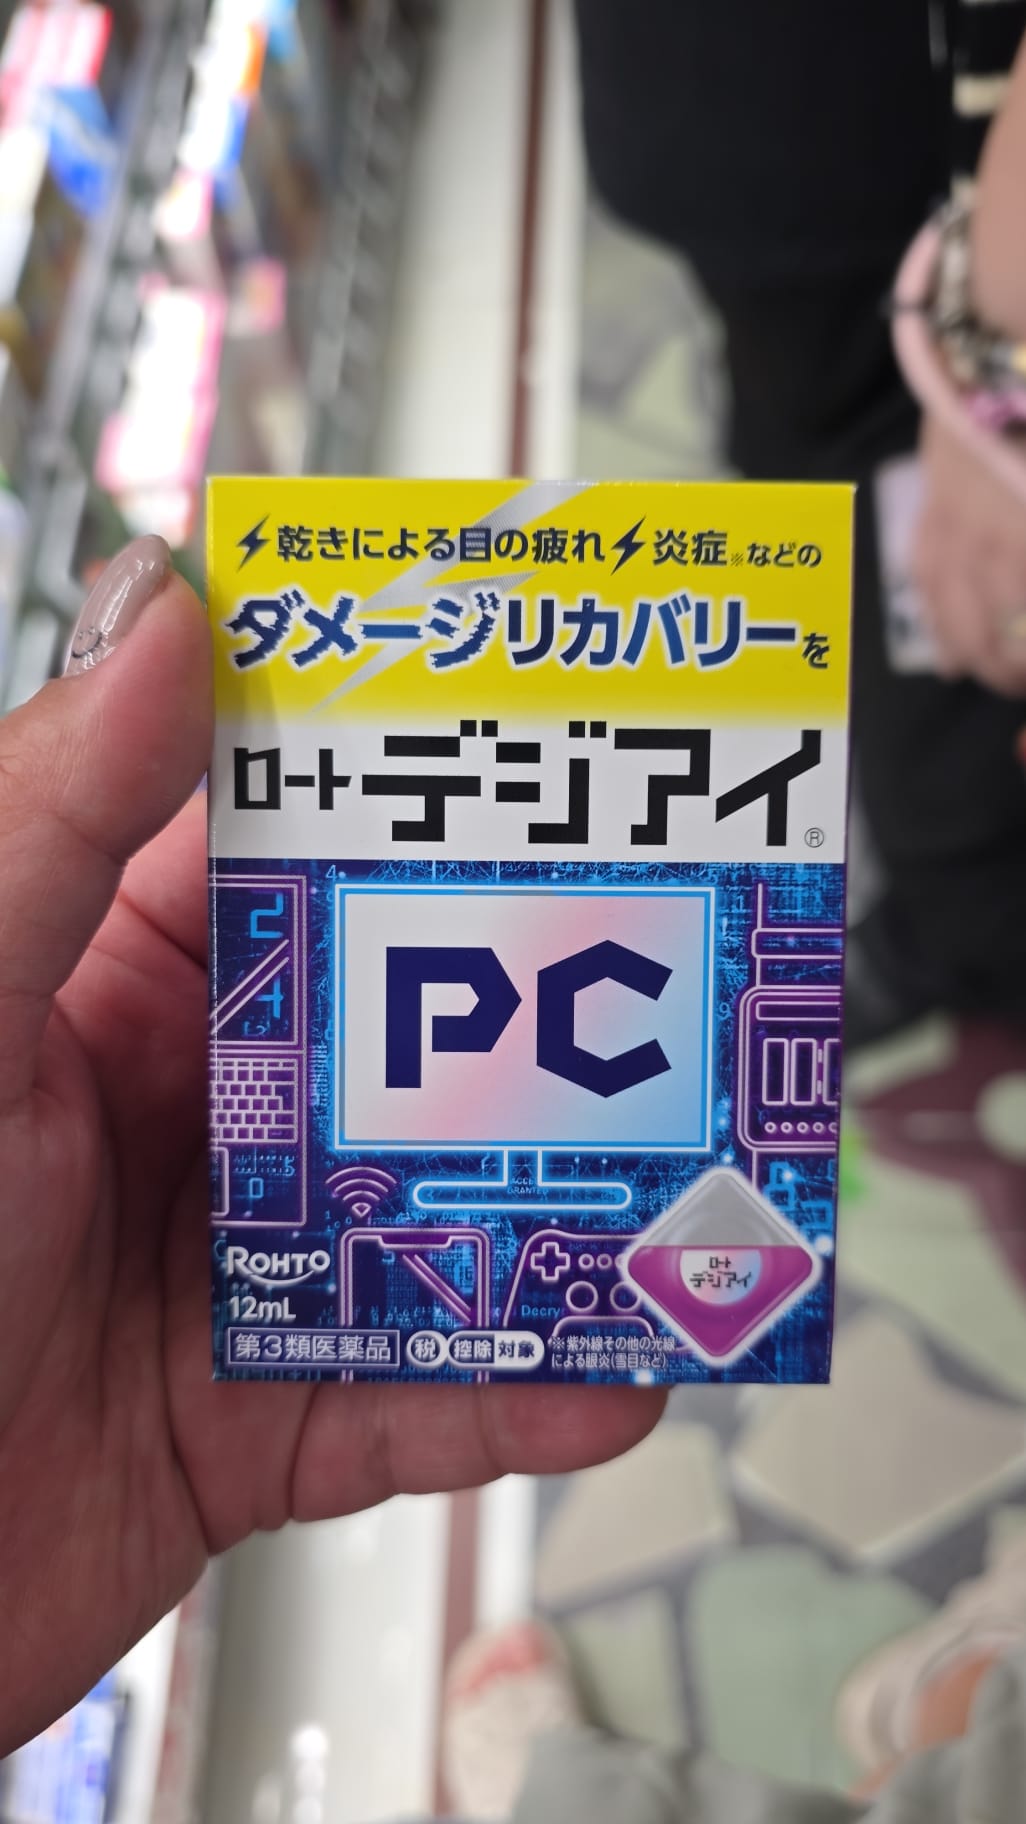 乾きによる目の疲れ 炎症※などの
ダメージリカバリーを
ロートデジアイ®
PC
ACCE
GRANTED
Decry
ロート
デジアイ
ROHTO
12mL
第3類医薬品 税 控除対象
※紫外線その他の光線
による眼炎(雪目など)